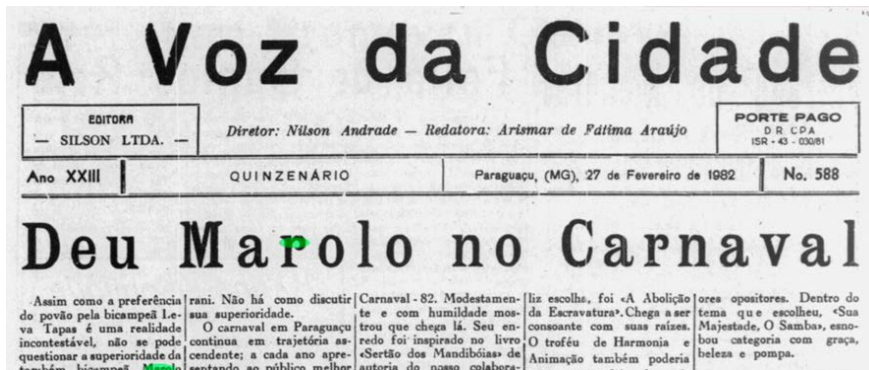 A Voz da Cidade
EDITORA
— SILSON LTDA. —
Diretor: Nilson Andrade — Redatora: Arismar de Fátima Araújo
PORTE PAGO
DR CPA
ISR - 43 - 030/81
Ano XXIII
QUINZENÁRIO
Paraguaçu, (MG), 27 de Fevereiro de 1982
No. 588
Deu Marolo no Carnaval
Assim como a preferência
do povão pela bicampeã Le-
va Tapas é uma realidade
incontestável, não se pode
questionar a superioridade da
também bicampeã Marolo
rani. Não há como discutir
sua superioridade.
O carnaval em Paraguaçu
continua em trajetória as-
cendente; a cada ano apre-
sentando ao público melhor
Carnaval - 82. Modestamen-
te e com humildade mos-
trou que chega lá. Seu en-
redo foi inspirado no livro
«Sertão dos Mandibóias» de
autoria do nosso colabora-
liz escolha, foi «A Abolição
da Escravatura». Chega a ser
consoante com suas raízes.
O troféu de Harmonia e
Animação também poderia
ores opositores. Dentro do
tema que escolheu, «Sua
Majestade, O Samba», esno-
bou categoria com graça,
beleza e pompa.